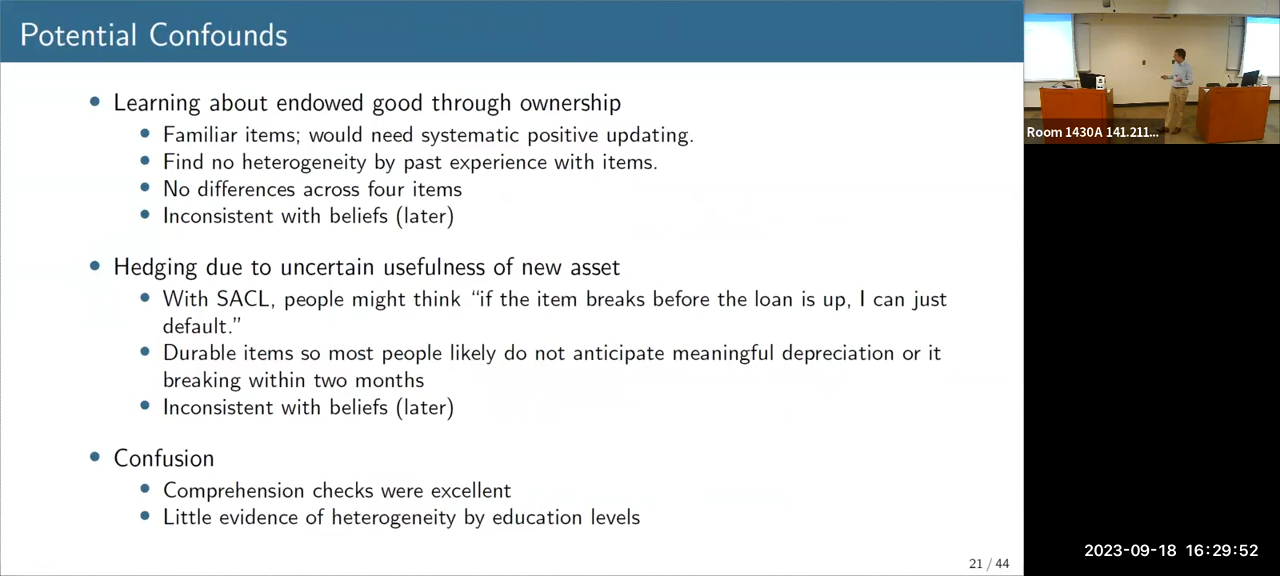 Potential Confounds
Learning about endowed good through ownership
Familiar items; would need systematic positive updating.
Find no heterogeneity by past experience with items.
No differences across four items
Inconsistent with beliefs (later)
Hedging due to uncertain usefulness of new asset
With SACL, people might think “if the item breaks before the loan is up, I can just
default.”
Durable items so most people likely do not anticipate meaningful depreciation or it
breaking within two months
Inconsistent with beliefs (later)
Confusion
Comprehension checks were excellent
Little evidence of heterogeneity by education levels
21 / 44
Room 1430A 141.211...
2023-09-18 16:29:52